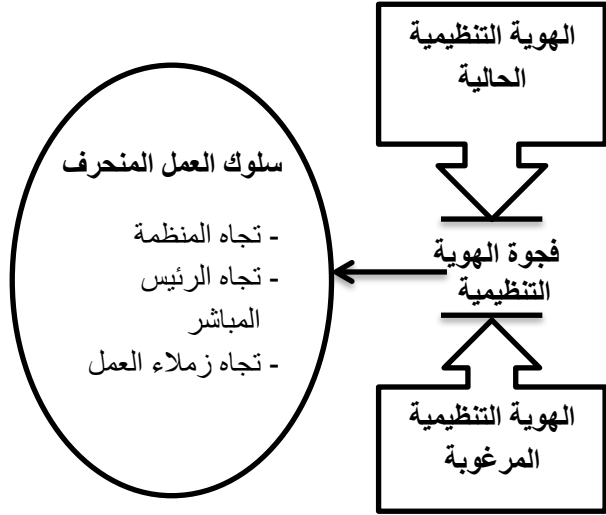 الهوية التنظيمية
الحالية
فجوة الهوية
التنظيمية
الهوية التنظيمية
المرغوبة
سلوك العمل المنحرف
- تجاه المنظمة
- تجاه الرئيس
المباشر
- تجاه زملاء العمل